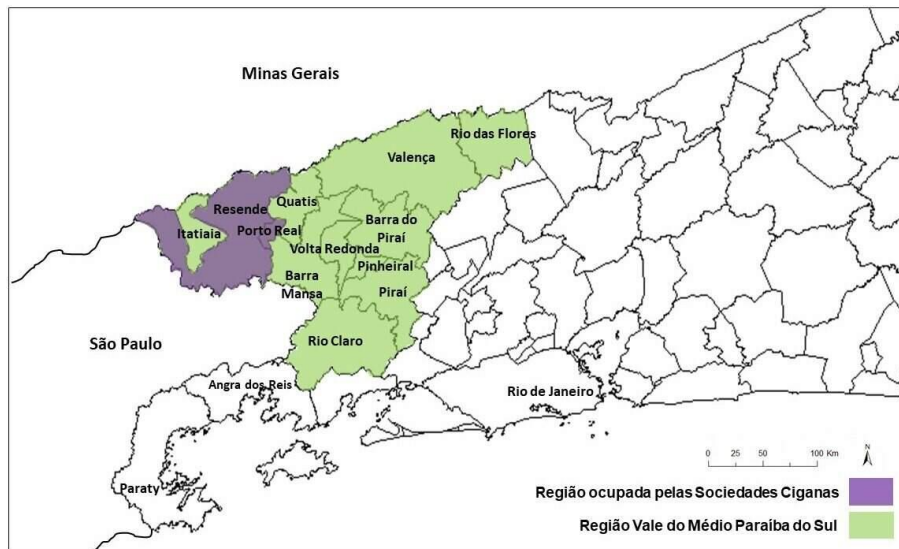 Minas Gerais
Rio das Flores
Valença
Quatis
Resende
Barra do
Piraí
Itatiaia
Porto Real
Volta Redonda
Pinheiral
Barra
Mansa
Piraí
São Paulo
Rio Claro
Angra dos Reis
Rio de Janeiro
Paraty
0 25 50 100 Km
N
Região ocupada pelas Sociedades Ciganas
Região Vale do Médio Paraíba do Sul